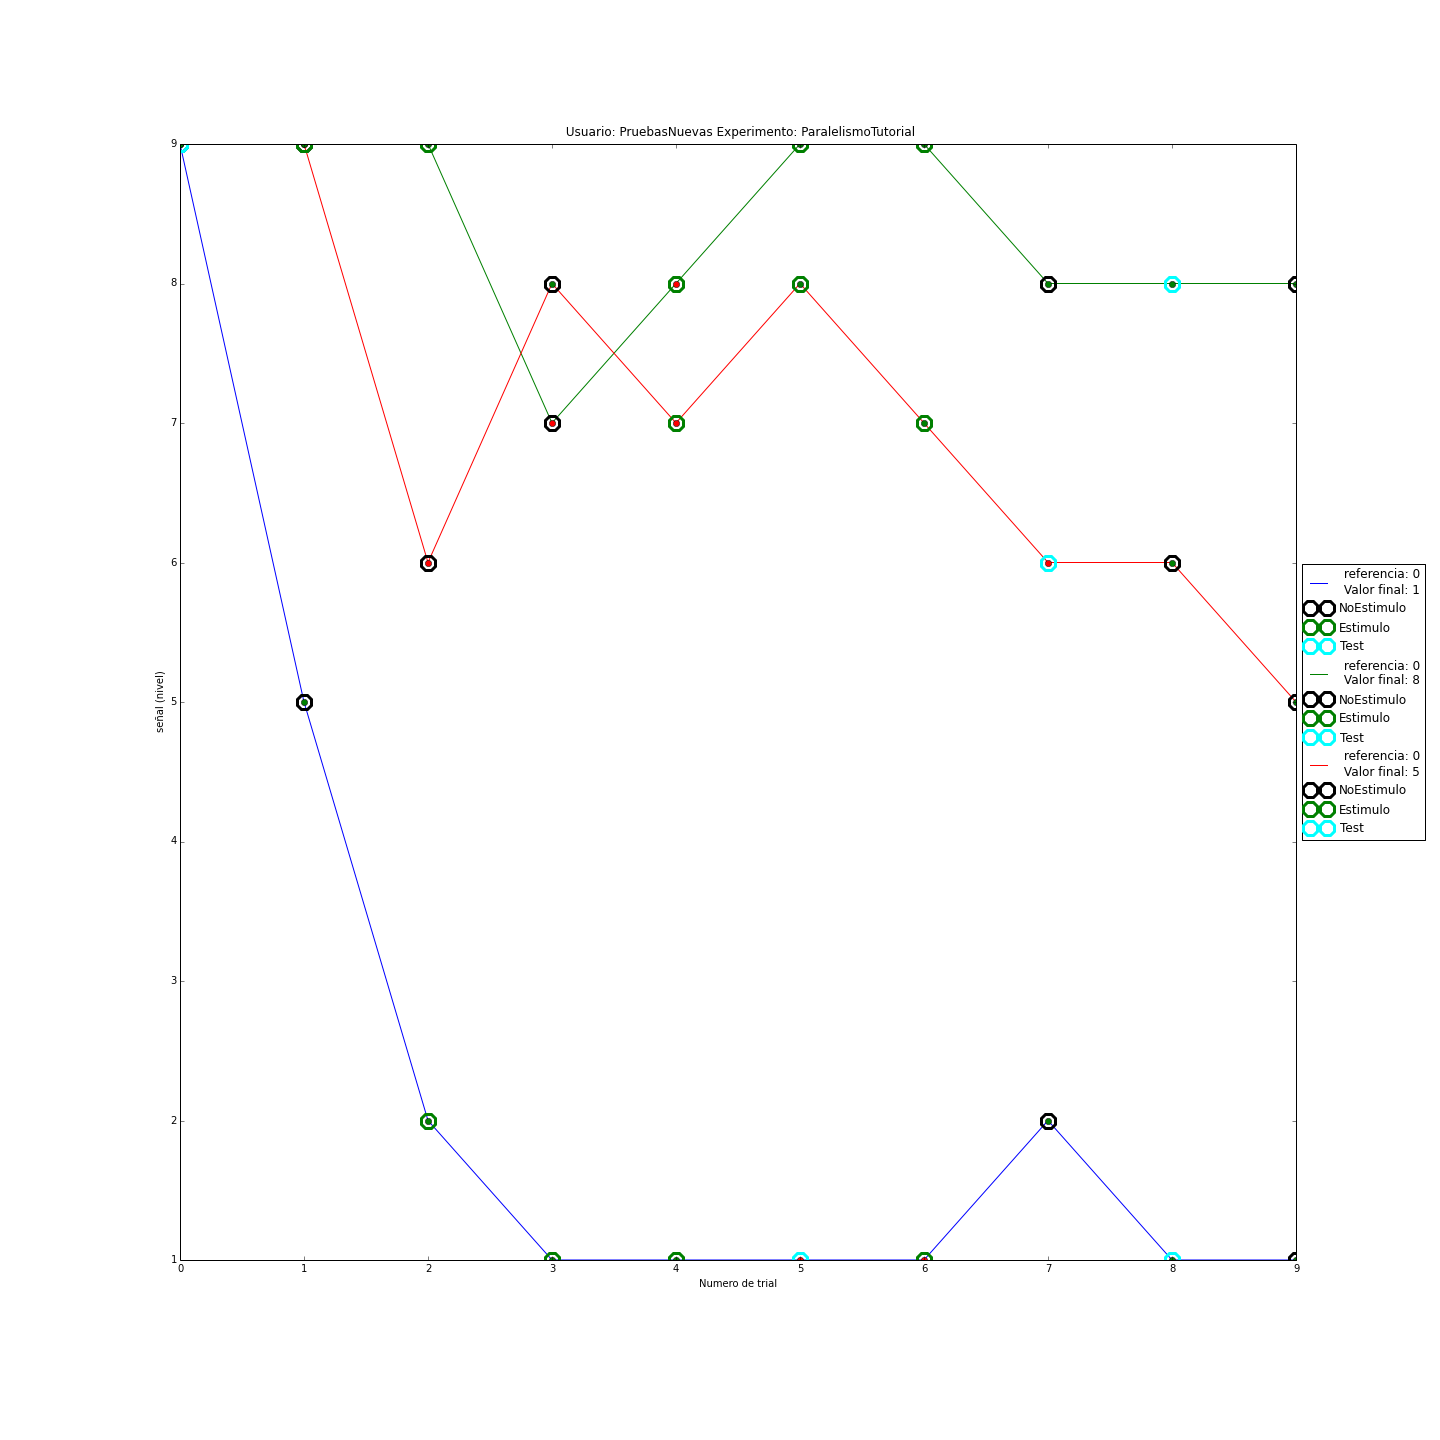 Usuario: PruebasNuevas Experimento: ParalelismoTutorial
9
8
7
6
5
4
3
2
1
señal (nivel)
0 1 2 3 4 5 6 7 8 9
Numero de trial
referencia: 0
Valor final: 1
NoEstimulo
Estimulo
Test
referencia: 0
Valor final: 8
NoEstimulo
Estimulo
Test
referencia: 0
Valor final: 5
NoEstimulo
Estimulo
Test